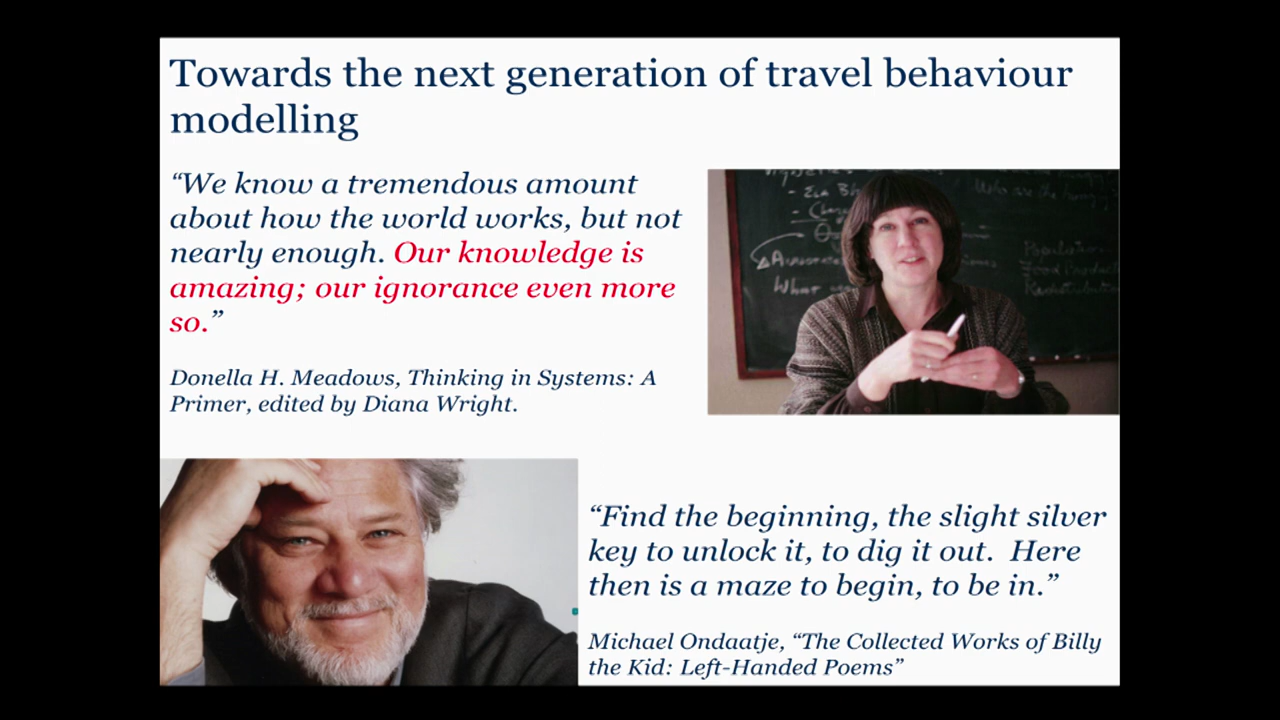 Towards the next generation of travel behaviour
modelling
“We know a tremendous amount
about how the world works, but not
nearly enough. Our knowledge is
amazing; our ignorance even more
so.”
Donella H. Meadows, Thinking in Systems: A
Primer, edited by Diana Wright.
“Find the beginning, the slight silver
key to unlock it, to dig it out.  Here
then is a maze to begin, to be in.”
Michael Ondaatje, “The Collected Works of Billy
the Kid: Left-Handed Poems”